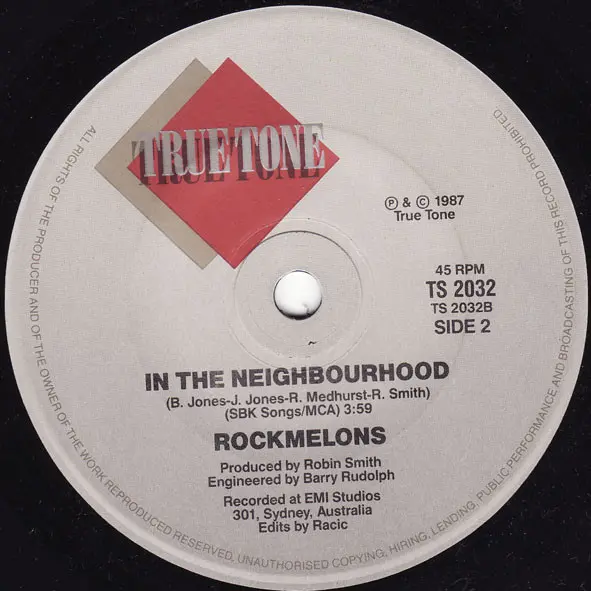 TRUE TONE
℗ & © 1987
True Tone
45 RPM
TS 2032
TS 2032B
SIDE 2
IN THE NEIGHBOURHOOD
(B. Jones-J. Jones-R. Medhurst-R. Smith)
(SBK Songs/MCA) 3:59
ROCKMELONS
Produced by Robin Smith
Engineered by Barry Rudolph
Recorded at EMI Studios
301, Sydney, Australia
Edits by Racic
ALL RIGHTS OF THE PRODUCER AND OF THE OWNER OF THE WORK REPRODUCED RESERVED. UNAUTHORISED COPYING, HIRING, LENDING, PUBLIC PERFORMANCE AND BROADCASTING OF THIS RECORD PROHIBITED